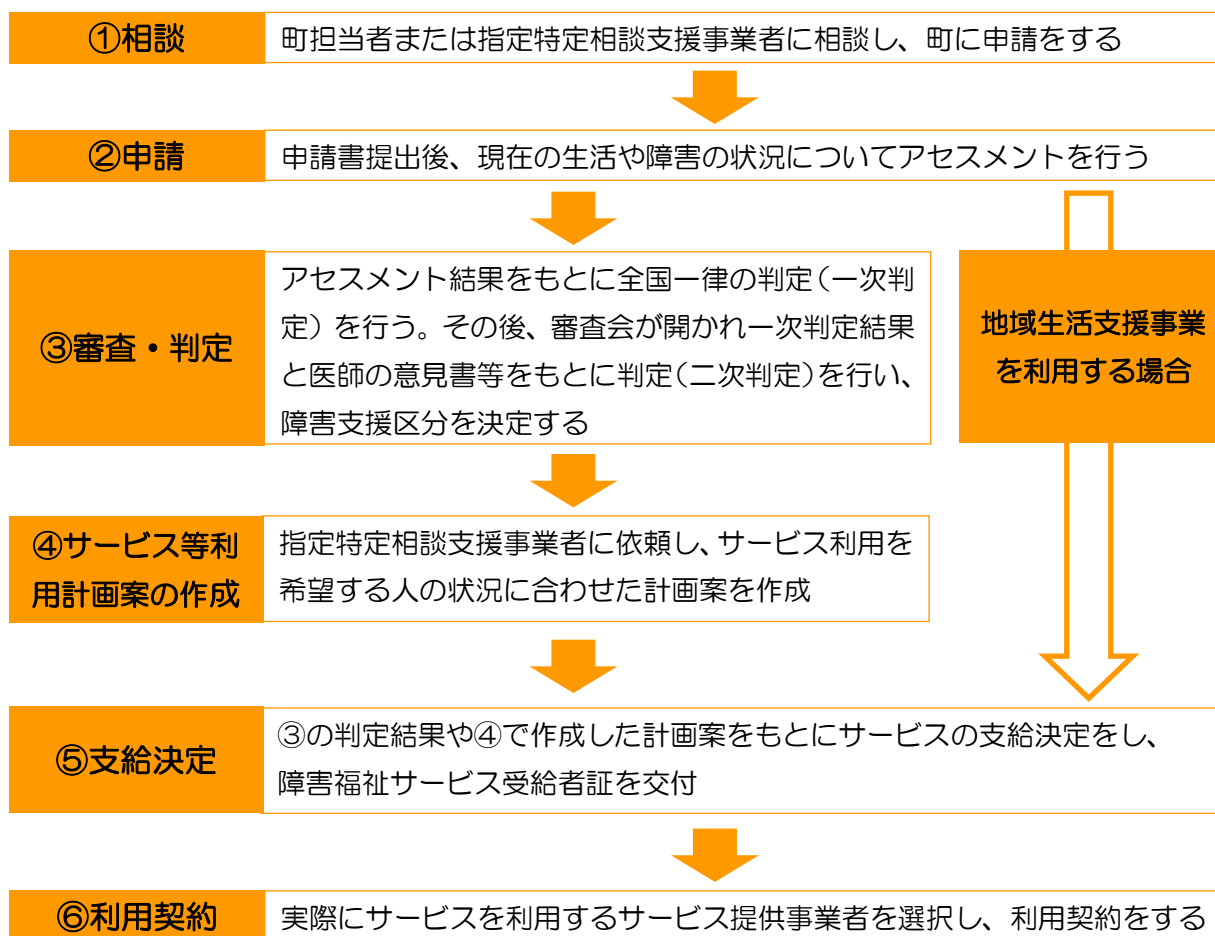 ①相談
町担当者または指定特定相談支援事業者に相談し、町に申請をする
②申請
申請書提出後、現在の生活や障害の状況についてアセスメントを行う
③審査・判定
アセスメント結果をもとに全国一律の判定(一次判
定)を行う。その後、審査会が開かれ一次判定結果
と医師の意見書等をもとに判定(二次判定)を行い、
障害支援区分を決定する
地域生活支援事業
を利用する場合
④サービス等利
用計画案の作成
指定特定相談支援事業者に依頼し、サービス利用を
希望する人の状況に合わせた計画案を作成
⑤支給決定
③の判定結果や④で作成した計画案をもとにサービスの支給決定をし、
障害福祉サービス受給者証を交付
⑥利用契約
実際にサービスを利用するサービス提供事業者を選択し、利用契約をする